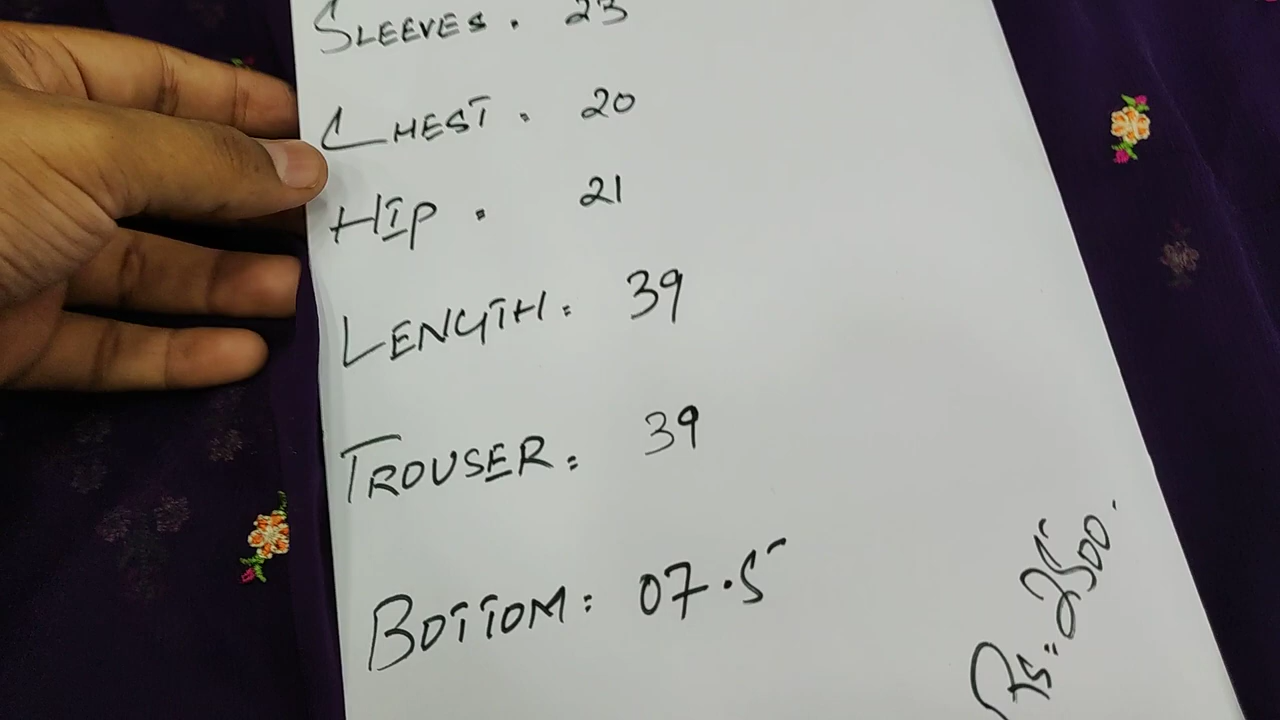 SLEEVES. 23
CHEST. 20
HIP. 21
LENGTH: 39
TROUSER: 39
BOTTOM: 07.5
Rs: 2500.